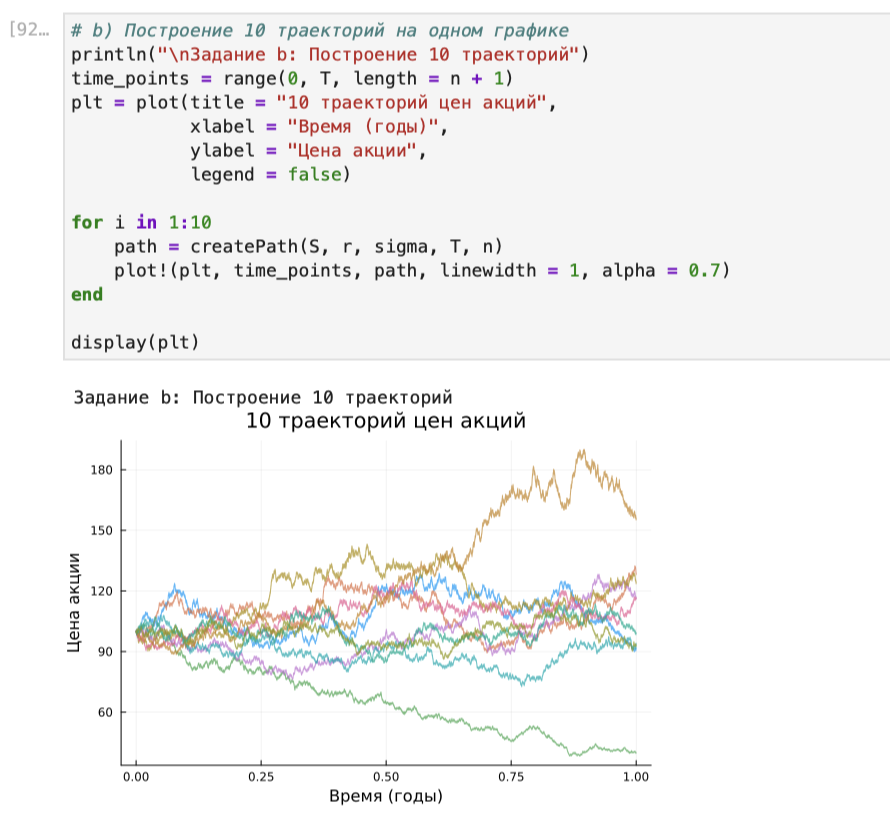 [92…
# b) Построение 10 траекторий на одном графике
println("\nЗадание b: Построение 10 траекторий")
time_points = range(0, T, length = n + 1)
plt = plot(title = "10 траекторий цен акций",
           xlabel = "Время (годы)",
           ylabel = "Цена акции",
           legend = false)
for i in 1:10
    path = createPath(S, r, sigma, T, n)
    plot!(plt, time_points, path, linewidth = 1, alpha = 0.7)
end
display(plt)
Задание b: Построение 10 траекторий
10 траекторий цен акций
Цена акции
180
150
120
90
60
0.00 0.25 0.50 0.75 1.00
Время (годы)